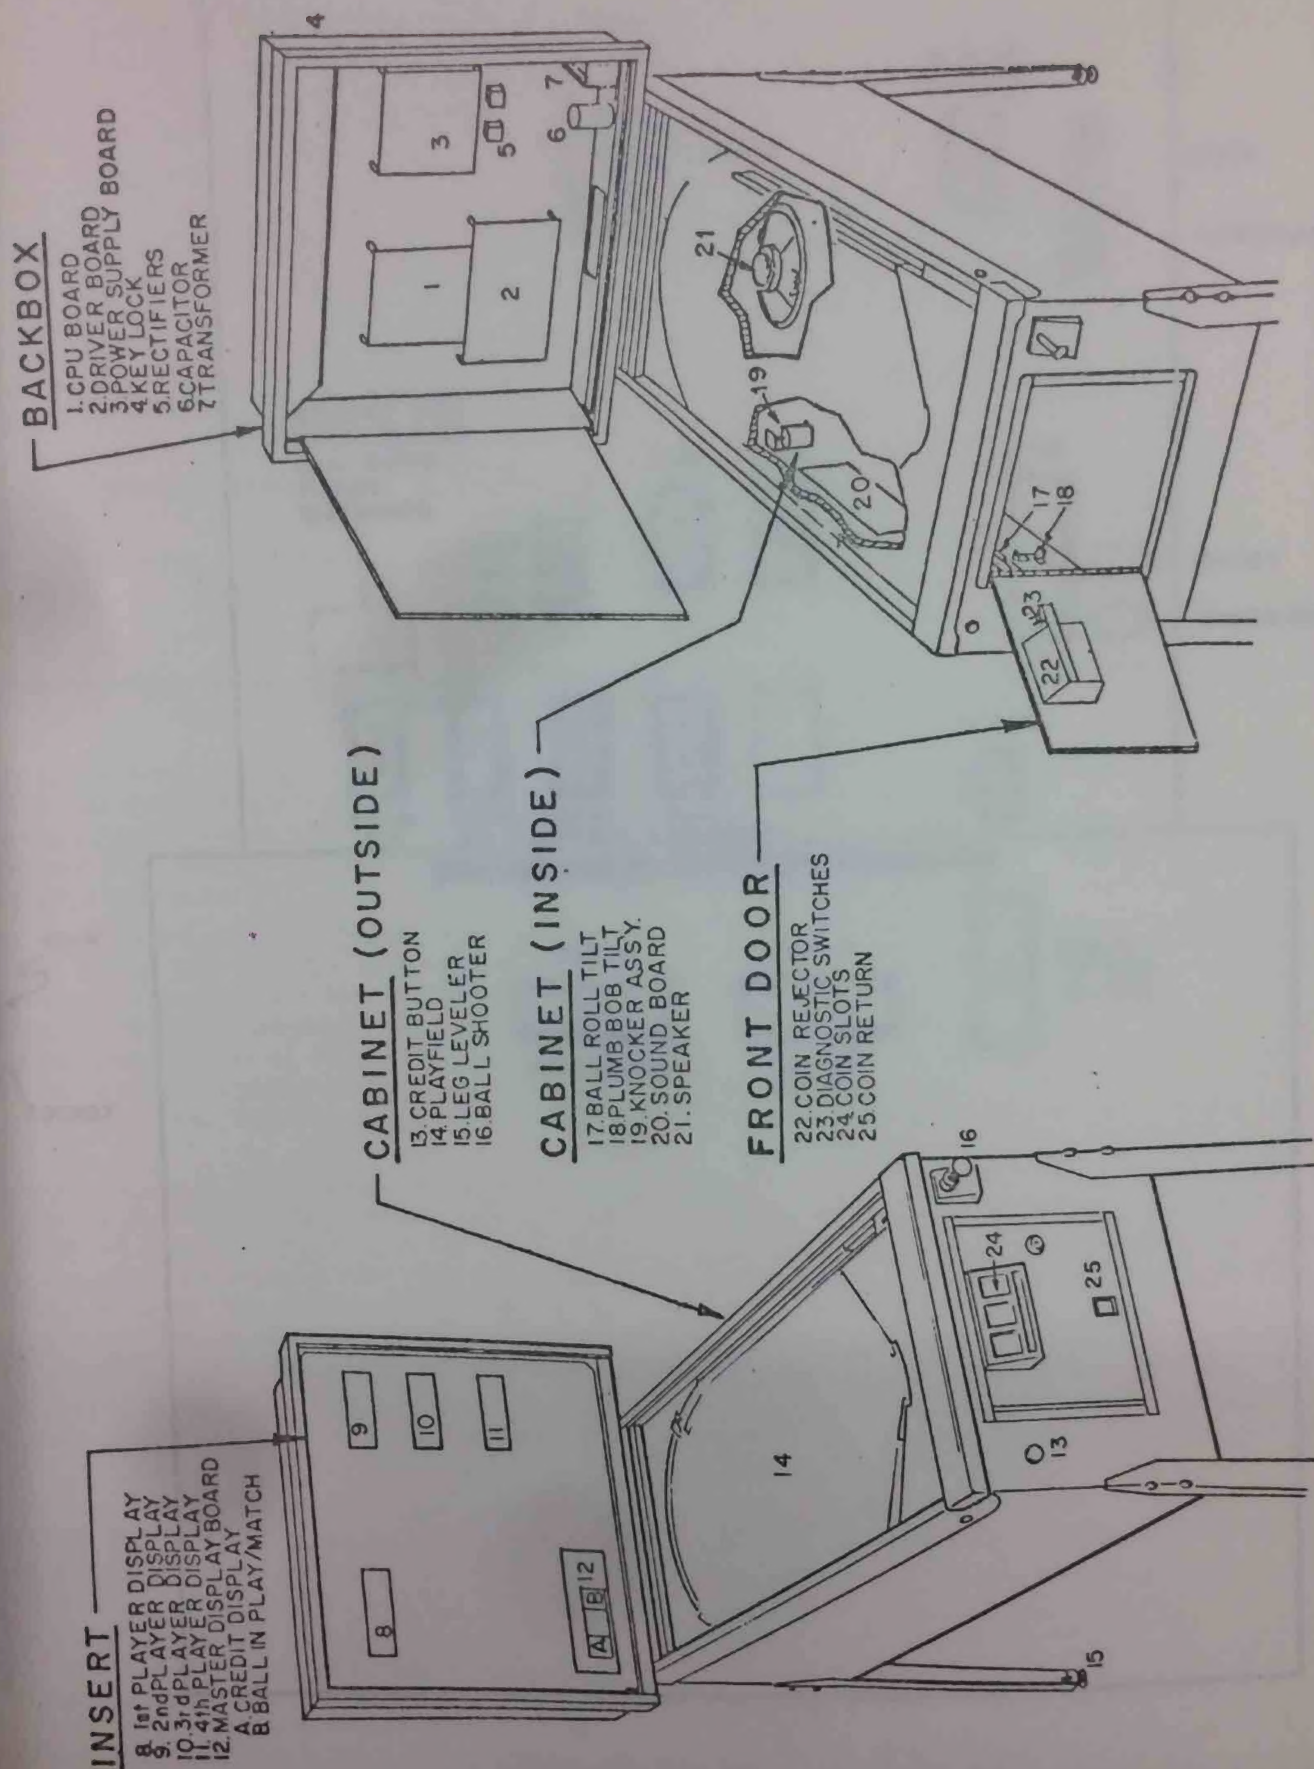 BACKBOX
1. CPU BOARD
2. DRIVER BOARD
3. POWER SUPPLY BOARD
4. KEY LOCK
5. RECTIFIERS
6. CAPACITOR
7. TRANSFORMER
4
3
5
6
7
1
2
21
19
20
17
18
23
22
INSERT
8. 1st PLAYER DISPLAY
9. 2nd PLAYER DISPLAY
10. 3rd PLAYER DISPLAY
11. 4th PLAYER DISPLAY
12. MASTER DISPLAY BOARD
A. CREDIT DISPLAY
B. BALL IN PLAY/MATCH
CABINET (OUTSIDE)
13. CREDIT BUTTON
14. PLAYFIELD
15. LEG LEVELER
16. BALL SHOOTER
CABINET (INSIDE)
17. BALL ROLL TILT
18. PLUMB BOB TILT
19. KNOCKER ASSY.
20. SOUND BOARD
21. SPEAKER
FRONT DOOR
22. COIN REJECTOR
23. DIAGNOSTIC SWITCHES
24. COIN SLOTS
25. COIN RETURN
8
9
10
11
A B 12
14
16
24
25
13
15